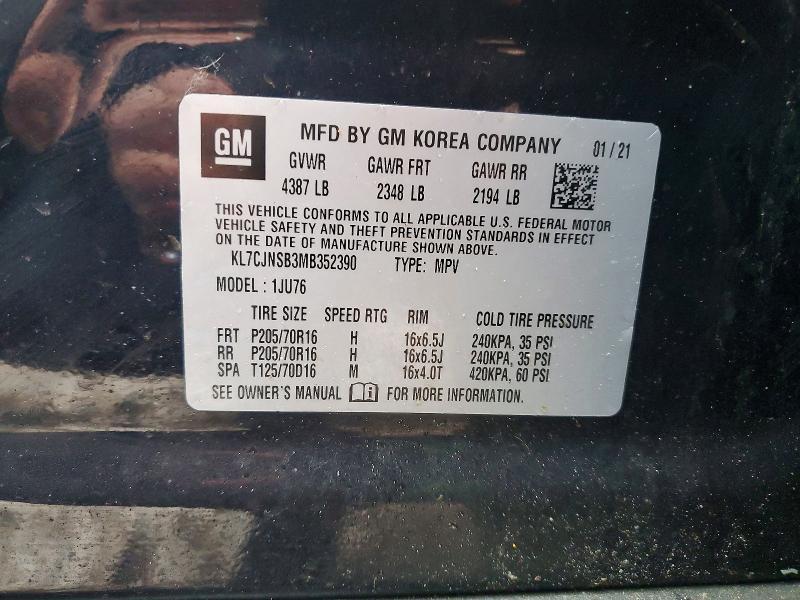 GM
MFD BY GM KOREA COMPANY 01 / 21
GVWR GAWR FRT GAWR RR
4387 LB 2348 LB 2194 LB
THIS VEHICLE CONFORMS TO ALL APPLICABLE U.S. FEDERAL MOTOR
VEHICLE SAFETY AND THEFT PREVENTION STANDARDS IN EFFECT
ON THE DATE OF MANUFACTURE SHOWN ABOVE.
KL7CJNSB3MB352390 TYPE: MPV
MODEL : 1JU76
TIRE SIZE SPEED RTG RIM COLD TIRE PRESSURE
FRT P205/70R16 H 16x6.5J 240KPA, 35 PSI
RR P205/70R16 H 16x6.5J 240KPA, 35 PSI
SPA T125/70D16 M 16x4.0T 420KPA, 60 PSI
SEE OWNER'S MANUAL FOR MORE INFORMATION.